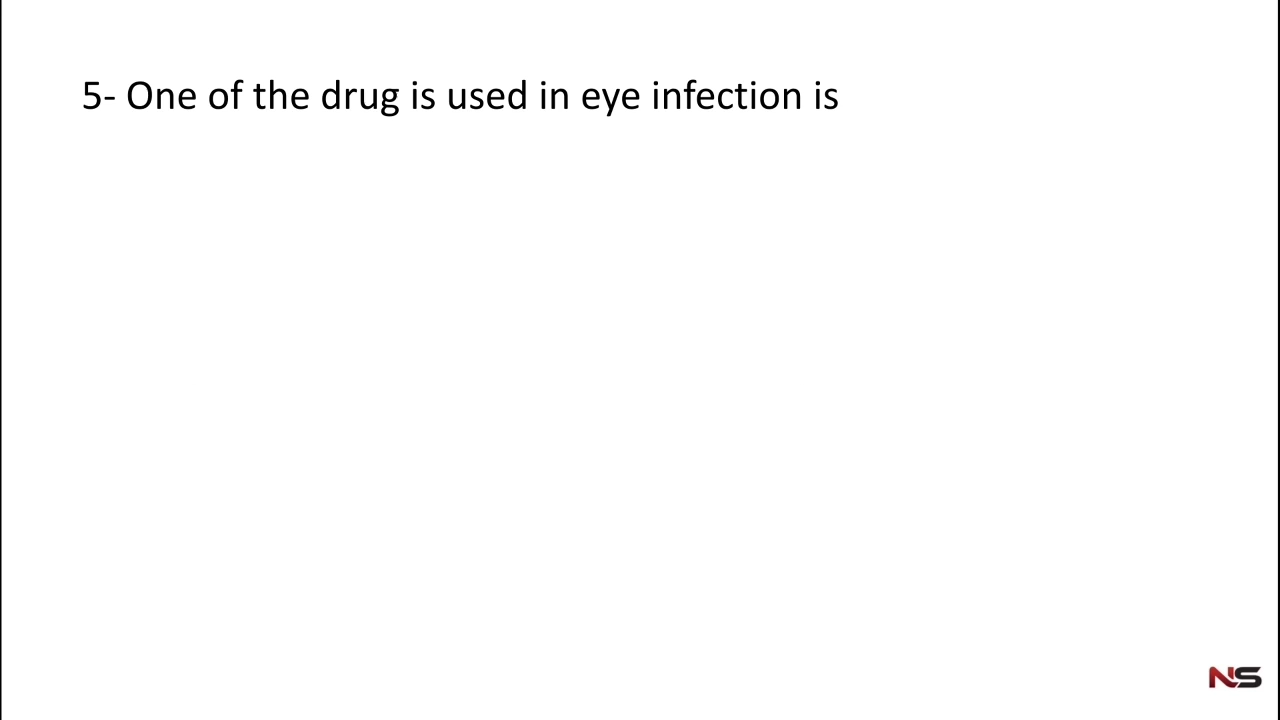 5- One of the drug is used in eye infection is
NS